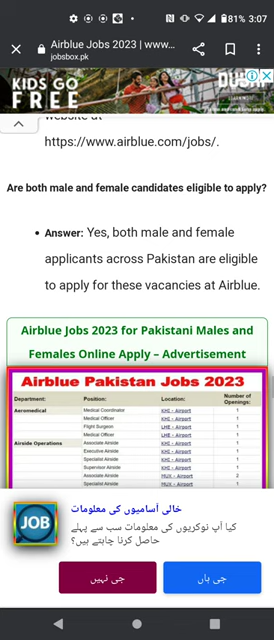 81% 3:07
Airblue Jobs 2023 | www...
jobsbox.pk
KIDS GO
FREE
DUBAI
website at
https://www.airblue.com/jobs/.
Are both male and female candidates eligible to apply?
• Answer: Yes, both male and female
applicants across Pakistan are eligible
to apply for these vacancies at Airblue.
Airblue Jobs 2023 for Pakistani Males and
Females Online Apply – Advertisement
Airblue Pakistan Jobs 2023
Department: Position: Location: Number of
Openings:
Aeromedical Medical Coordinator KHI - Airport 1
Medical Officer KHI - Airport 1
Flight Surgeon LHE - Airport 1
Medical Officer LHE - Airport 1
Airside Operations Associate Airside KHI - Airport 1
Executive Airside KHI - Airport 1
Specialist Airside KHI - Airport 1
Supervisor Airside KHI - Airport 1
Associate Airside MUX - Airport 2
Specialist Airside MUX - Airport 1
JOB
خالی آسامیوں کی معلومات
کیا آپ نوکریوں کی معلومات سب سے پہلے
حاصل کرنا چاہتے ہیں؟
جی نہیں
جی ہاں